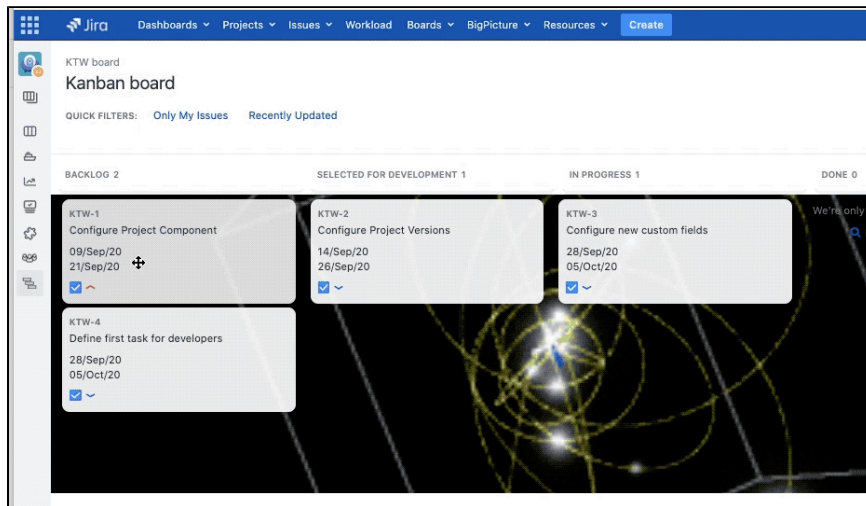 Jira Dashboards Projects Issues Workload Boards BigPicture Resources Create
KTW board
Kanban board
QUICK FILTERS: Only My Issues Recently Updated
BACKLOG 2 SELECTED FOR DEVELOPMENT 1 IN PROGRESS 1 DONE 0
KTW-1
Configure Project Component
09/Sep/20
21/Sep/20
KTW-4
Define first task for developers
28/Sep/20
05/Oct/20
KTW-2
Configure Project Versions
14/Sep/20
26/Sep/20
KTW-3
Configure new custom fields
28/Sep/20
05/Oct/20
We're only